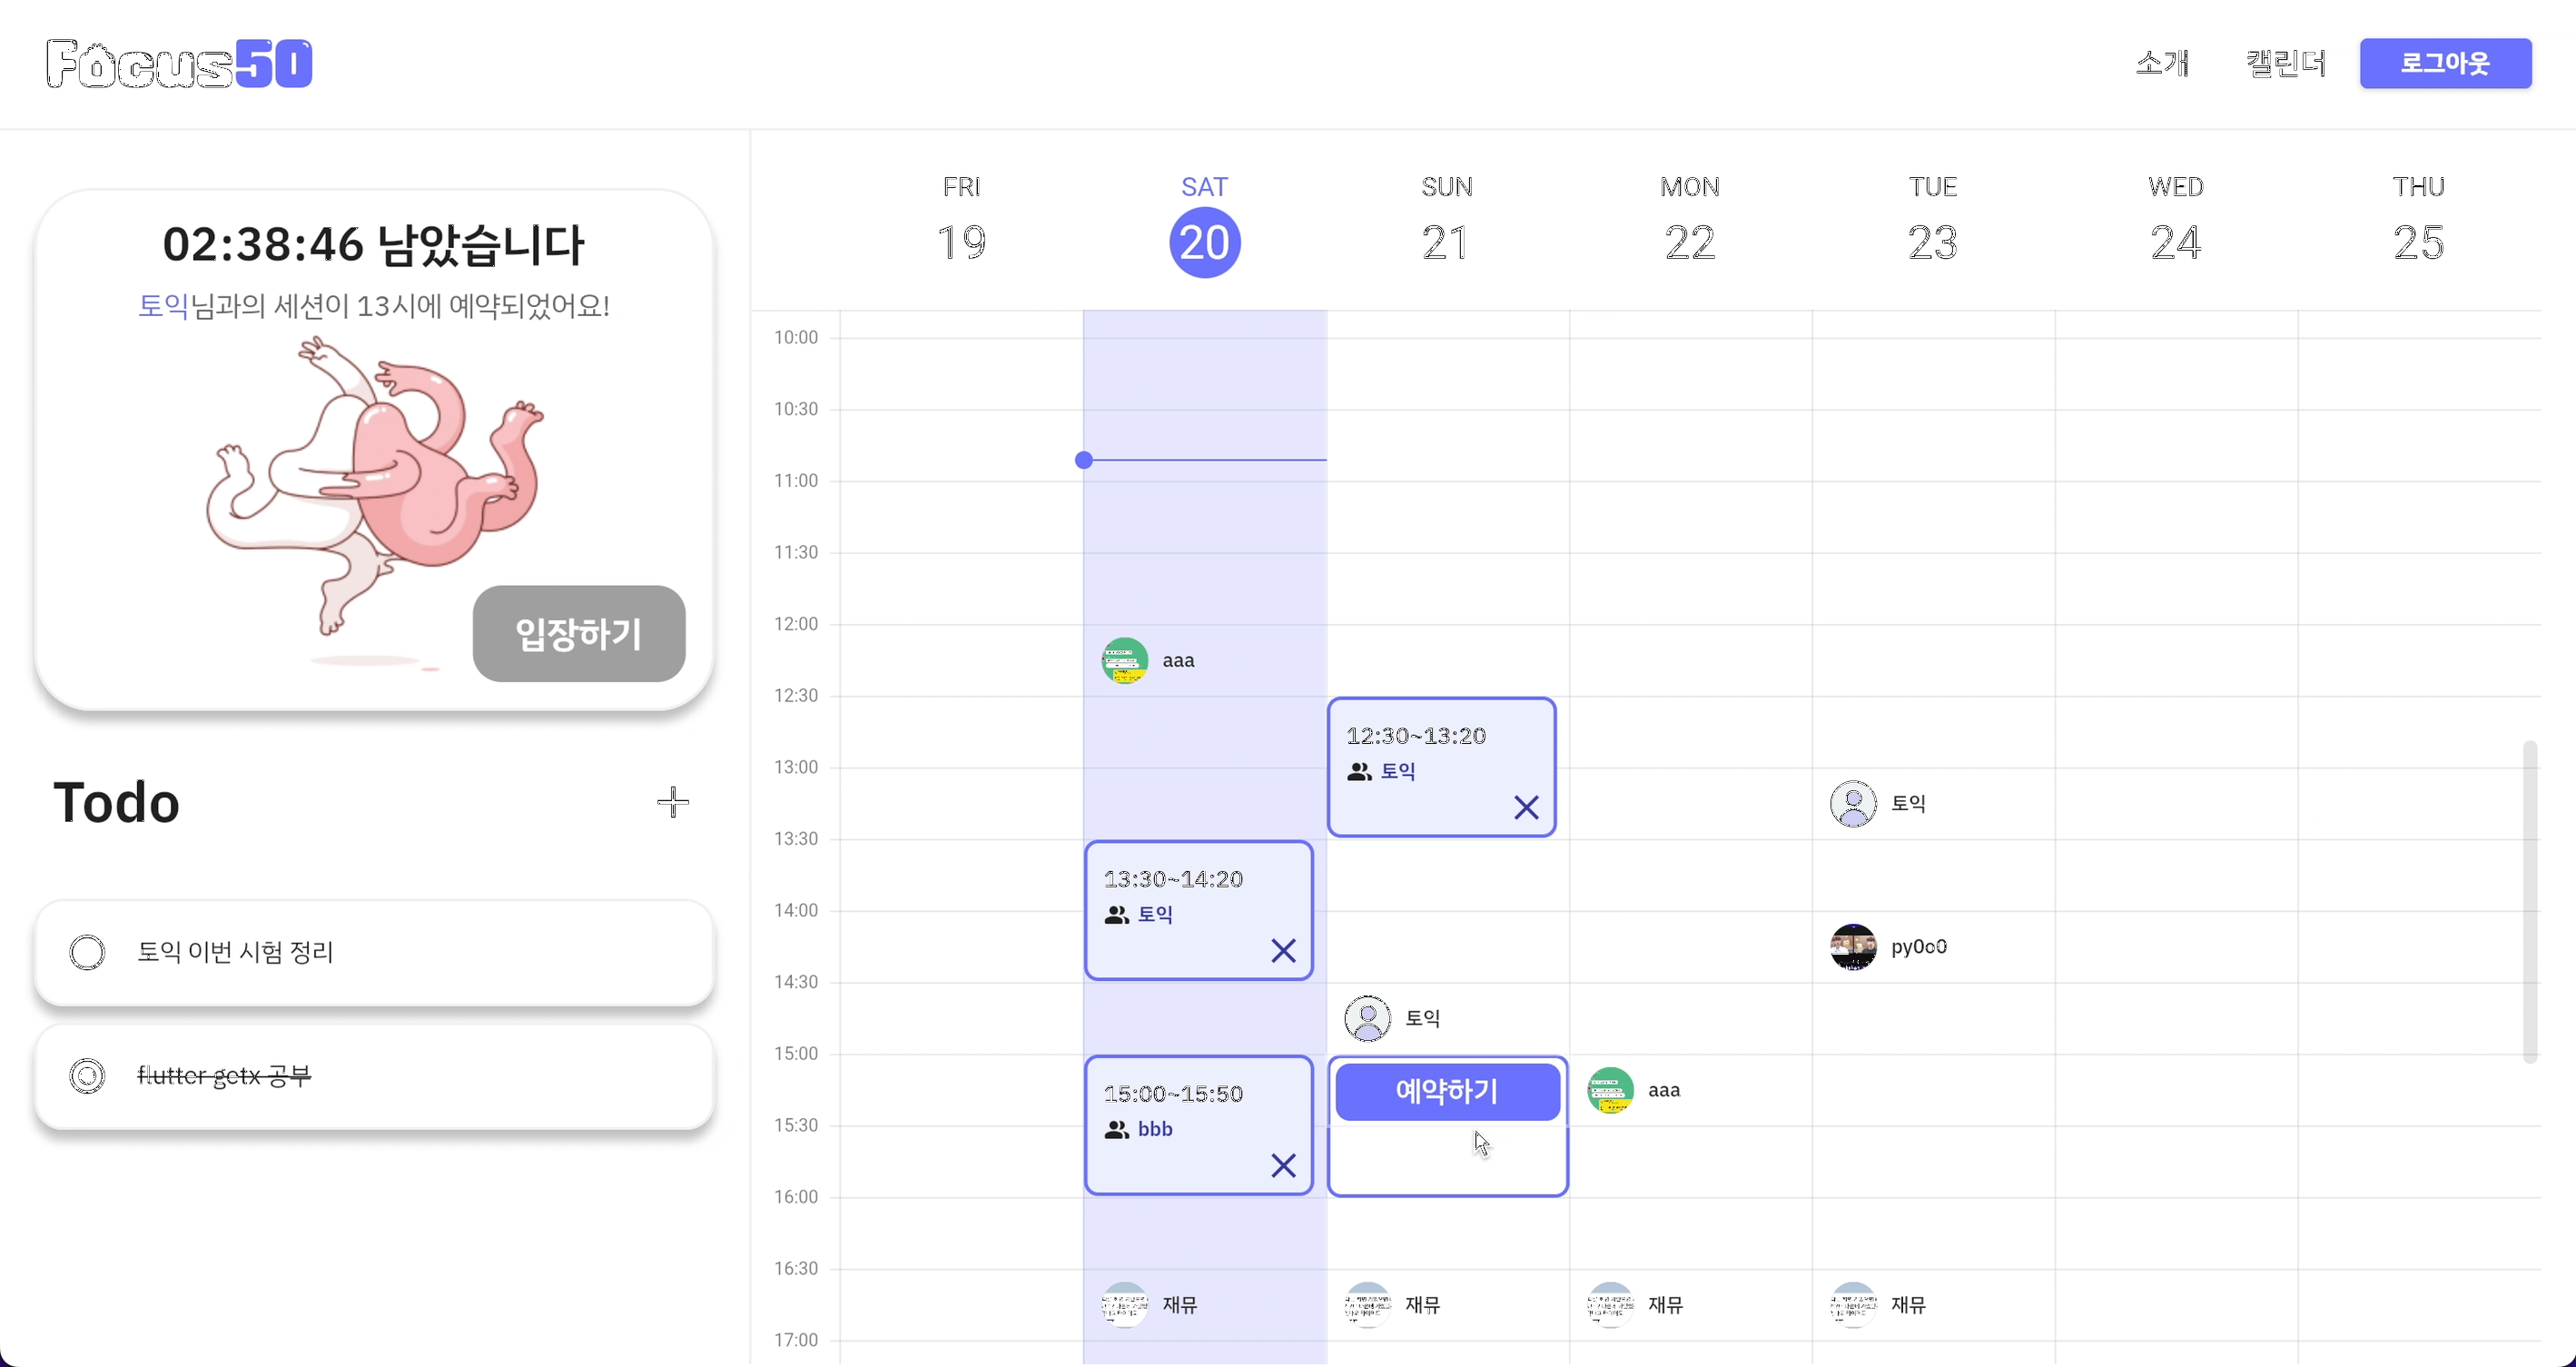 Focus50
소개
캘린더
로그아웃
02:38:46 남았습니다
토익님과의 세션이 13시에 예약되었어요!
입장하기
Todo
토익 이번 시험 정리
flutter getx 공부
FRI
SAT
SUN
MON
TUE
WED
THU
19
20
21
22
23
24
25
10:00
10:30
11:00
11:30
12:00
aaa
12:30
12:30~13:20
토익
13:00
토익
13:30
13:30~14:20
토익
14:00
py0o0
14:30
토익
15:00
15:00~15:50
bbb
예약하기
aaa
15:30
16:00
16:30
재뮤
재뮤
재뮤
재뮤
17:00